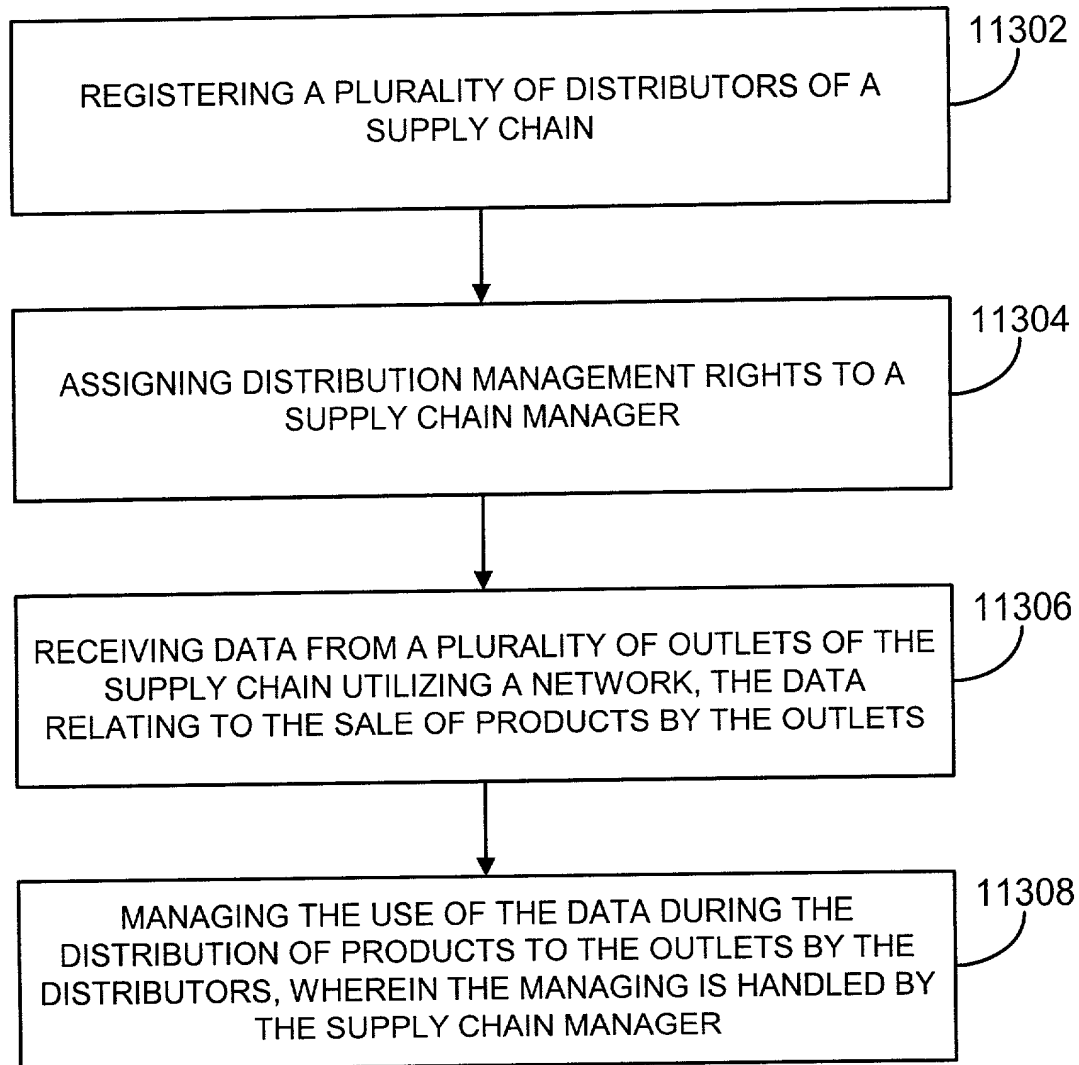 11302
REGISTERING A PLURALITY OF DISTRIBUTORS OF A
SUPPLY CHAIN
11304
ASSIGNING DISTRIBUTION MANAGEMENT RIGHTS TO A
SUPPLY CHAIN MANAGER
11306
RECEIVING DATA FROM A PLURALITY OF OUTLETS OF THE
SUPPLY CHAIN UTILIZING A NETWORK, THE DATA
RELATING TO THE SALE OF PRODUCTS BY THE OUTLETS
11308
MANAGING THE USE OF THE DATA DURING THE
DISTRIBUTION OF PRODUCTS TO THE OUTLETS BY THE
DISTRIBUTORS, WHEREIN THE MANAGING IS HANDLED BY
THE SUPPLY CHAIN MANAGER